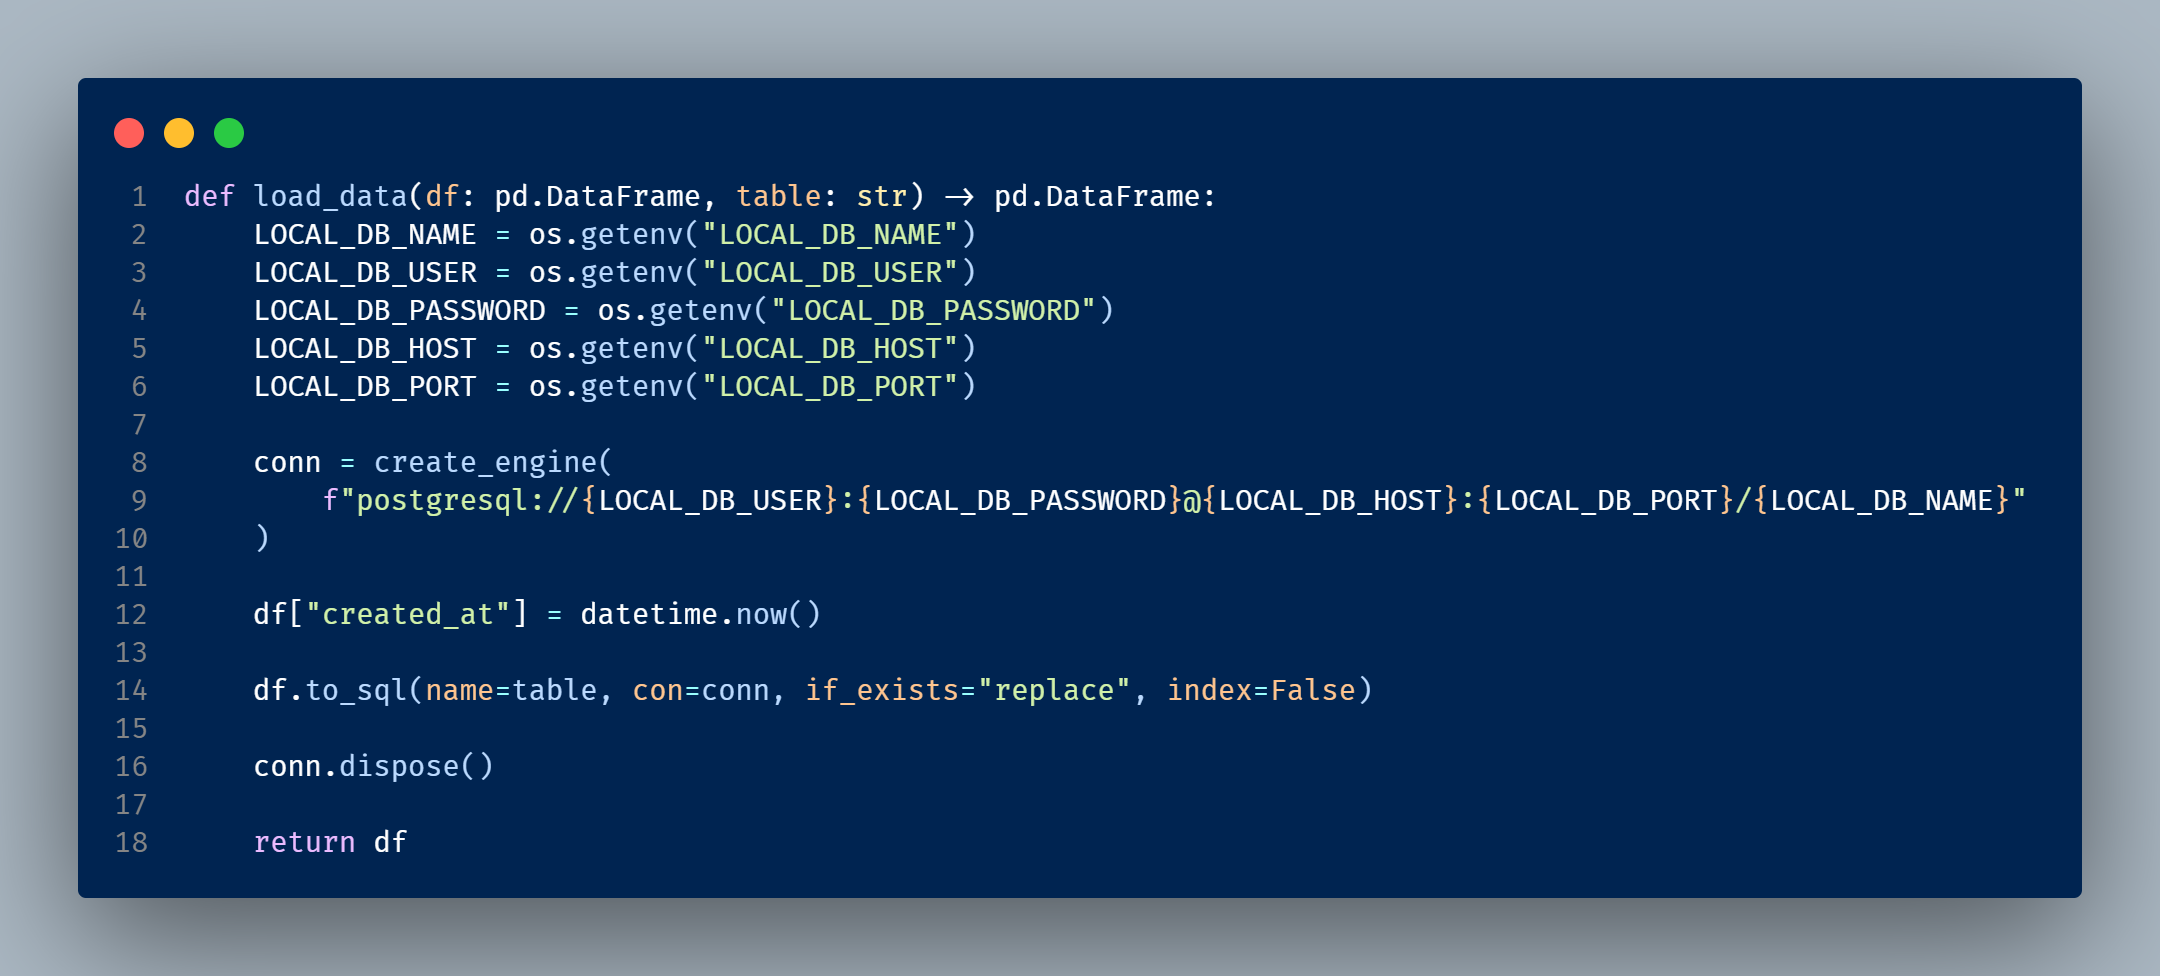 1 def load_data(df: pd.DataFrame, table: str) -> pd.DataFrame:
2     LOCAL_DB_NAME = os.getenv("LOCAL_DB_NAME")
3     LOCAL_DB_USER = os.getenv("LOCAL_DB_USER")
4     LOCAL_DB_PASSWORD = os.getenv("LOCAL_DB_PASSWORD")
5     LOCAL_DB_HOST = os.getenv("LOCAL_DB_HOST")
6     LOCAL_DB_PORT = os.getenv("LOCAL_DB_PORT")
7
8     conn = create_engine(
9         f"postgresql://{LOCAL_DB_USER}:{LOCAL_DB_PASSWORD}@{LOCAL_DB_HOST}:{LOCAL_DB_PORT}/{LOCAL_DB_NAME}"
10     )
11
12     df["created_at"] = datetime.now()
13
14     df.to_sql(name=table, con=conn, if_exists="replace", index=False)
15
16     conn.dispose()
17
18     return df